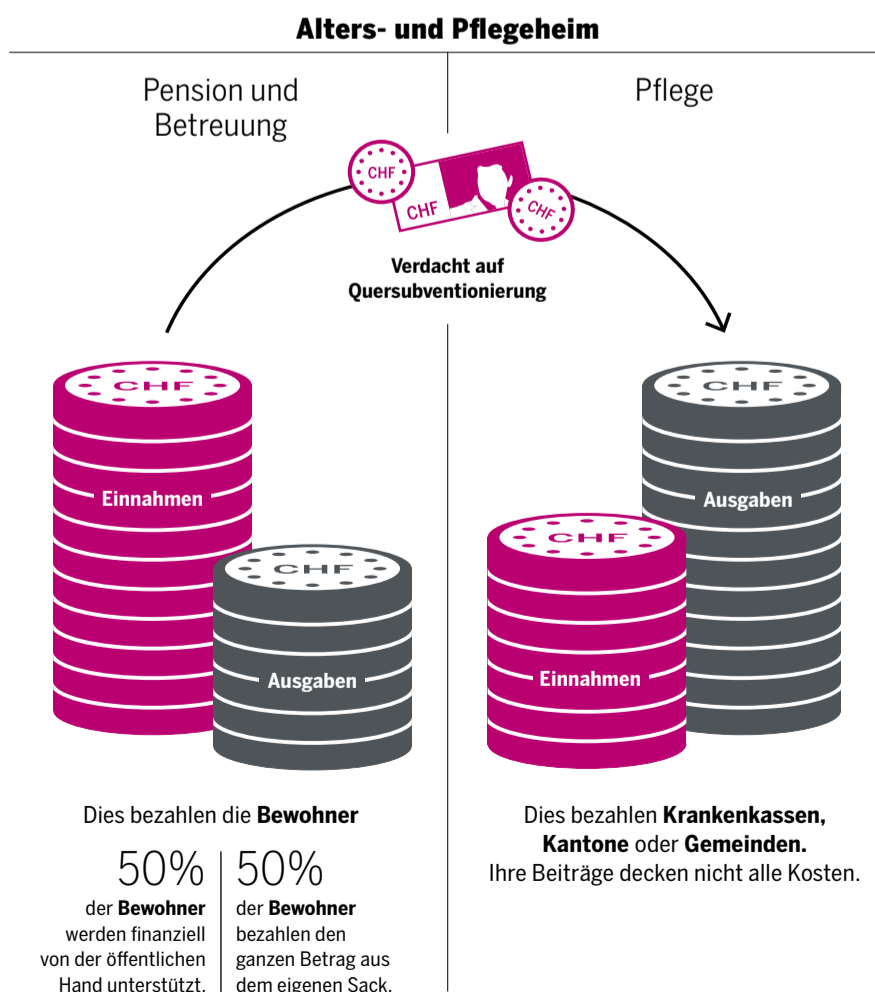 Alters- und Pflegeheim
Pension und
Betreuung
Pflege
CHF
CHF
CHF
Verdacht auf
Quersubventionierung
CHF
Einnahmen
CHF
Ausgaben
CHF
Ausgaben
CHF
Einnahmen
Dies bezahlen die Bewohner
50%
der Bewohner
werden finanziell
von der öffentlichen
Hand unterstützt.
50%
der Bewohner
bezahlen den
ganzen Betrag aus
dem eigenen Sack.
Dies bezahlen Krankenkassen,
Kantone oder Gemeinden.
Ihre Beiträge decken nicht alle Kosten.